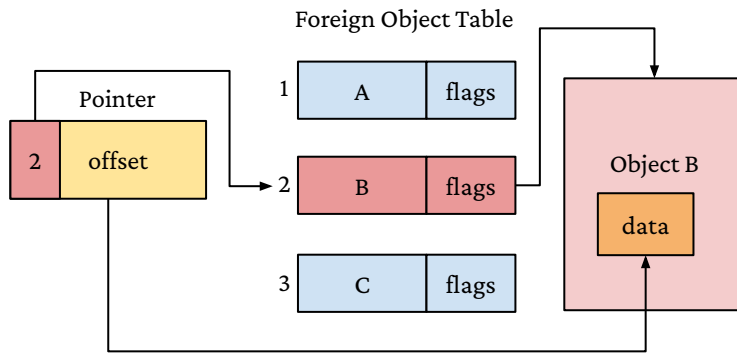 Foreign Object Table
Pointer
2 offset
1 A flags
2 B flags
3 C flags
Object B
data